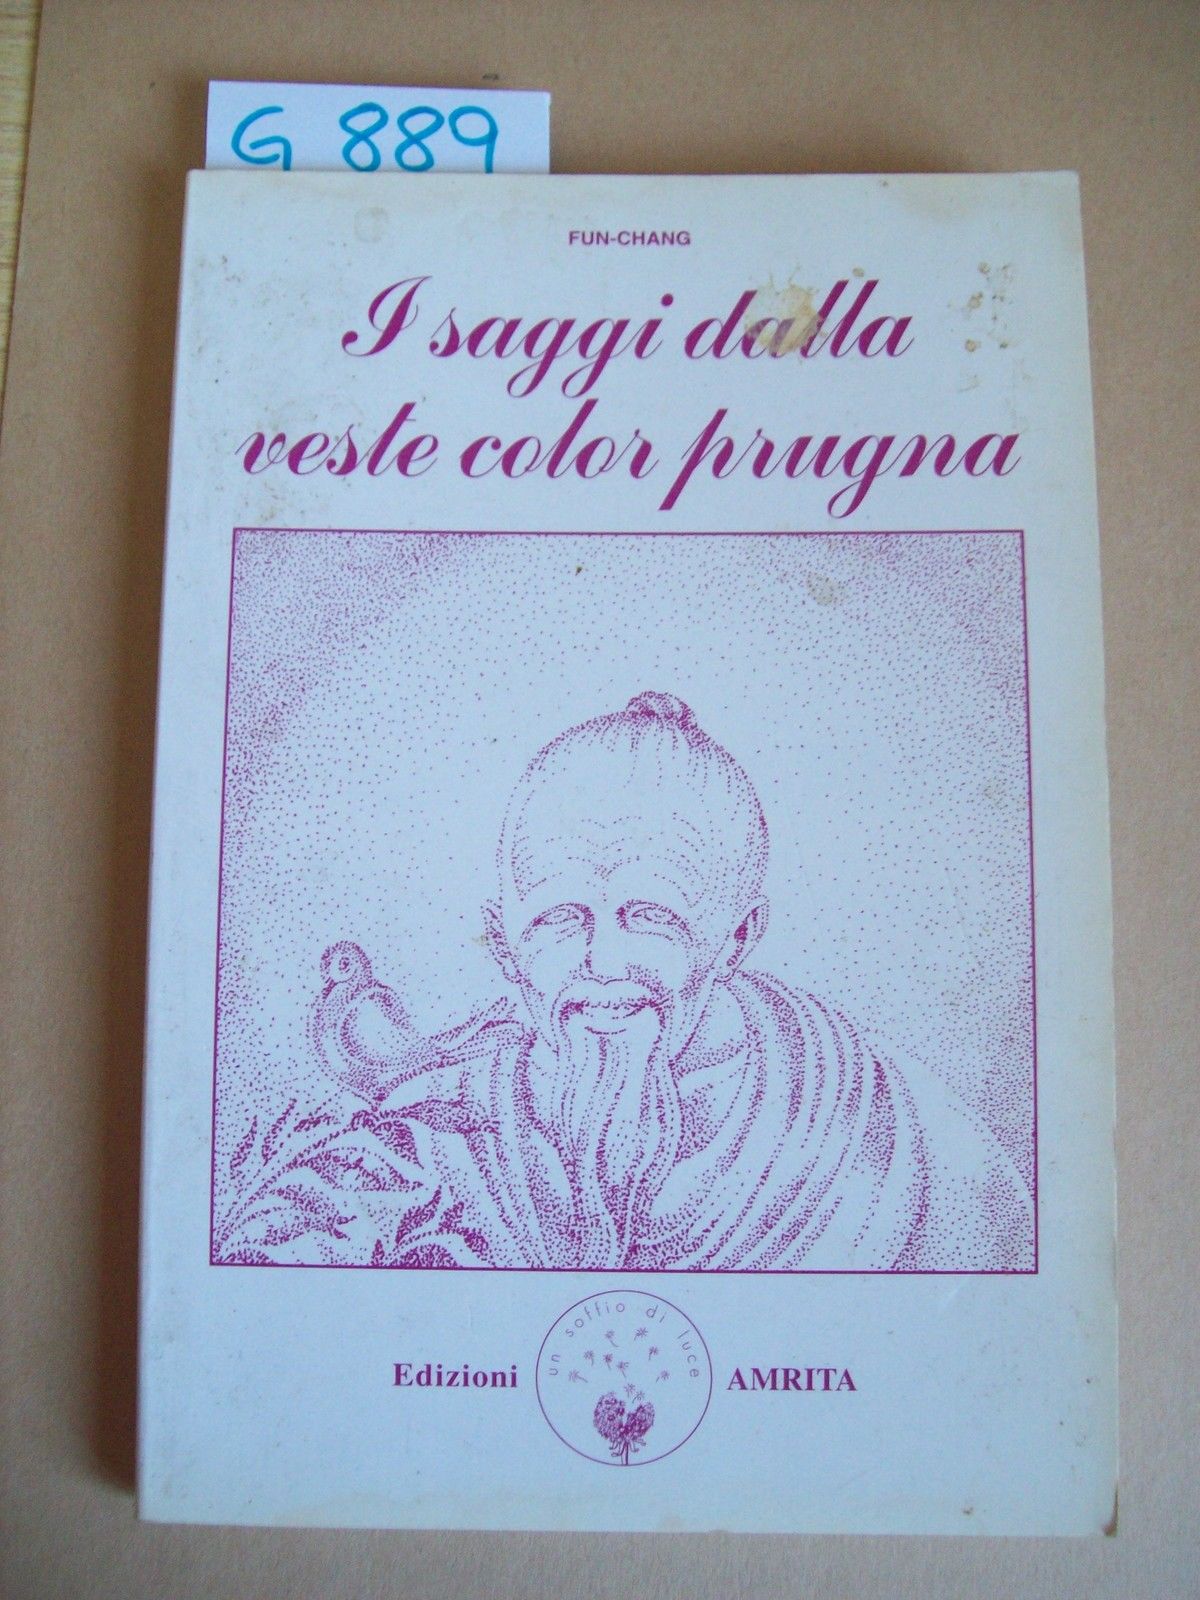 G 889
FUN-CHANG
I saggi dalla
veste color prugna
un soffio di luce
Edizioni AMRITA